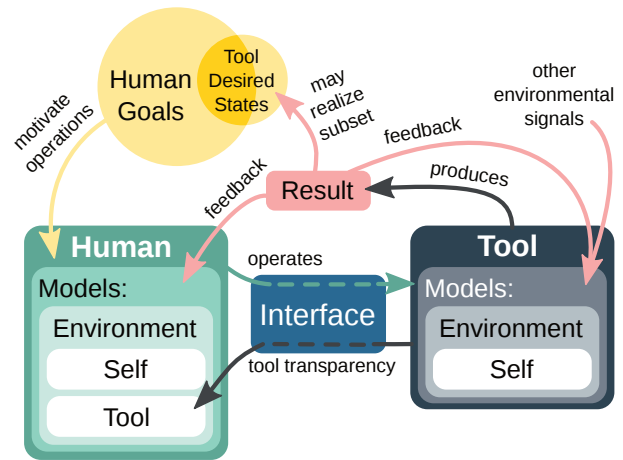 Human
Goals
Tool
Desired
States
motivate
operations
may
realize
subset
other
environmental
signals
feedback
feedback
produces
Result
Human
Models:
Environment
Self
Tool
operates
Interface
tool transparency
Tool
Models:
Environment
Self